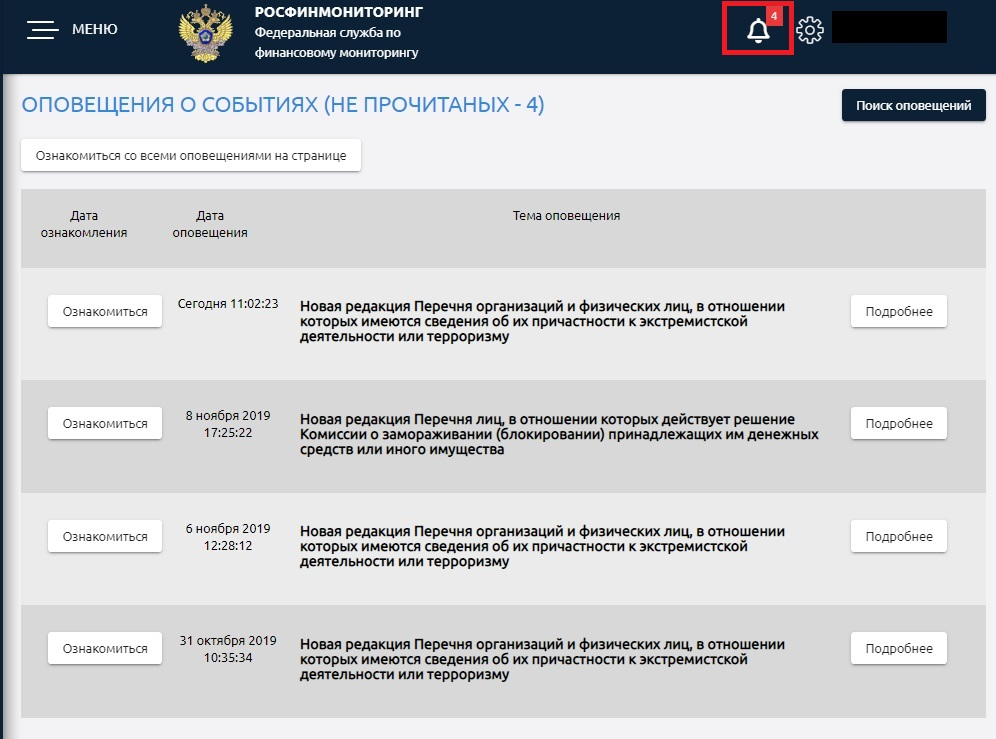 МЕНЮ
РОСФИНМОНИТОРИНГ
Федеральная служба по
финансовому мониторингу
4
ОПОВЕЩЕНИЯ О СОБЫТИЯХ (НЕ ПРОЧИТАНЫХ - 4)
Поиск оповещений
Ознакомиться со всеми оповещениями на странице
Дата
ознакомления
Дата
оповещения
Тема оповещения
Ознакомиться
Сегодня 11:02:23
Новая редакция Перечня организаций и физических лиц, в отношении
которых имеются сведения об их причастности к экстремистской
деятельности или терроризму
Подробнее
Ознакомиться
8 ноября 2019
17:25:22
Новая редакция Перечня лиц, в отношении которых действует решение
Комиссии о замораживании (блокировании) принадлежащих им денежных
средств или иного имущества
Подробнее
Ознакомиться
6 ноября 2019
12:28:12
Новая редакция Перечня организаций и физических лиц, в отношении
которых имеются сведения об их причастности к экстремистской
деятельности или терроризму
Подробнее
Ознакомиться
31 октября 2019
10:35:34
Новая редакция Перечня организаций и физических лиц, в отношении
которых имеются сведения об их причастности к экстремистской
деятельности или терроризму
Подробнее